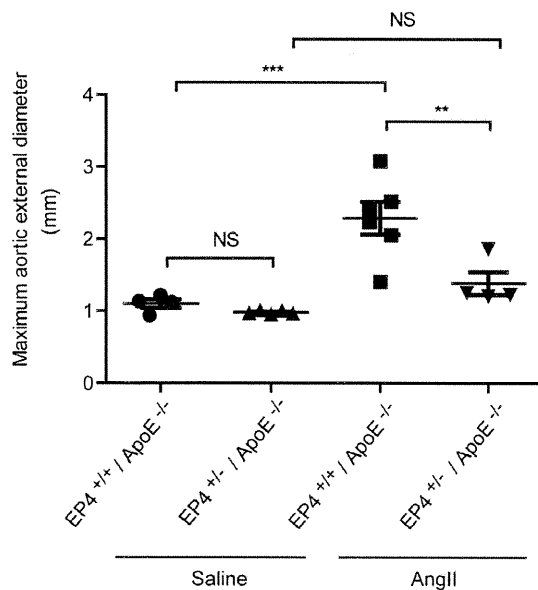 NS
***
**
NS
Maximum aortic external diameter
(mm)
4
3
2
1
0
EP4 +/+ / ApoE -/-
EP4 +/- / ApoE -/-
EP4 +/+ / ApoE -/-
EP4 +/- / ApoE -/-
Saline
AngII